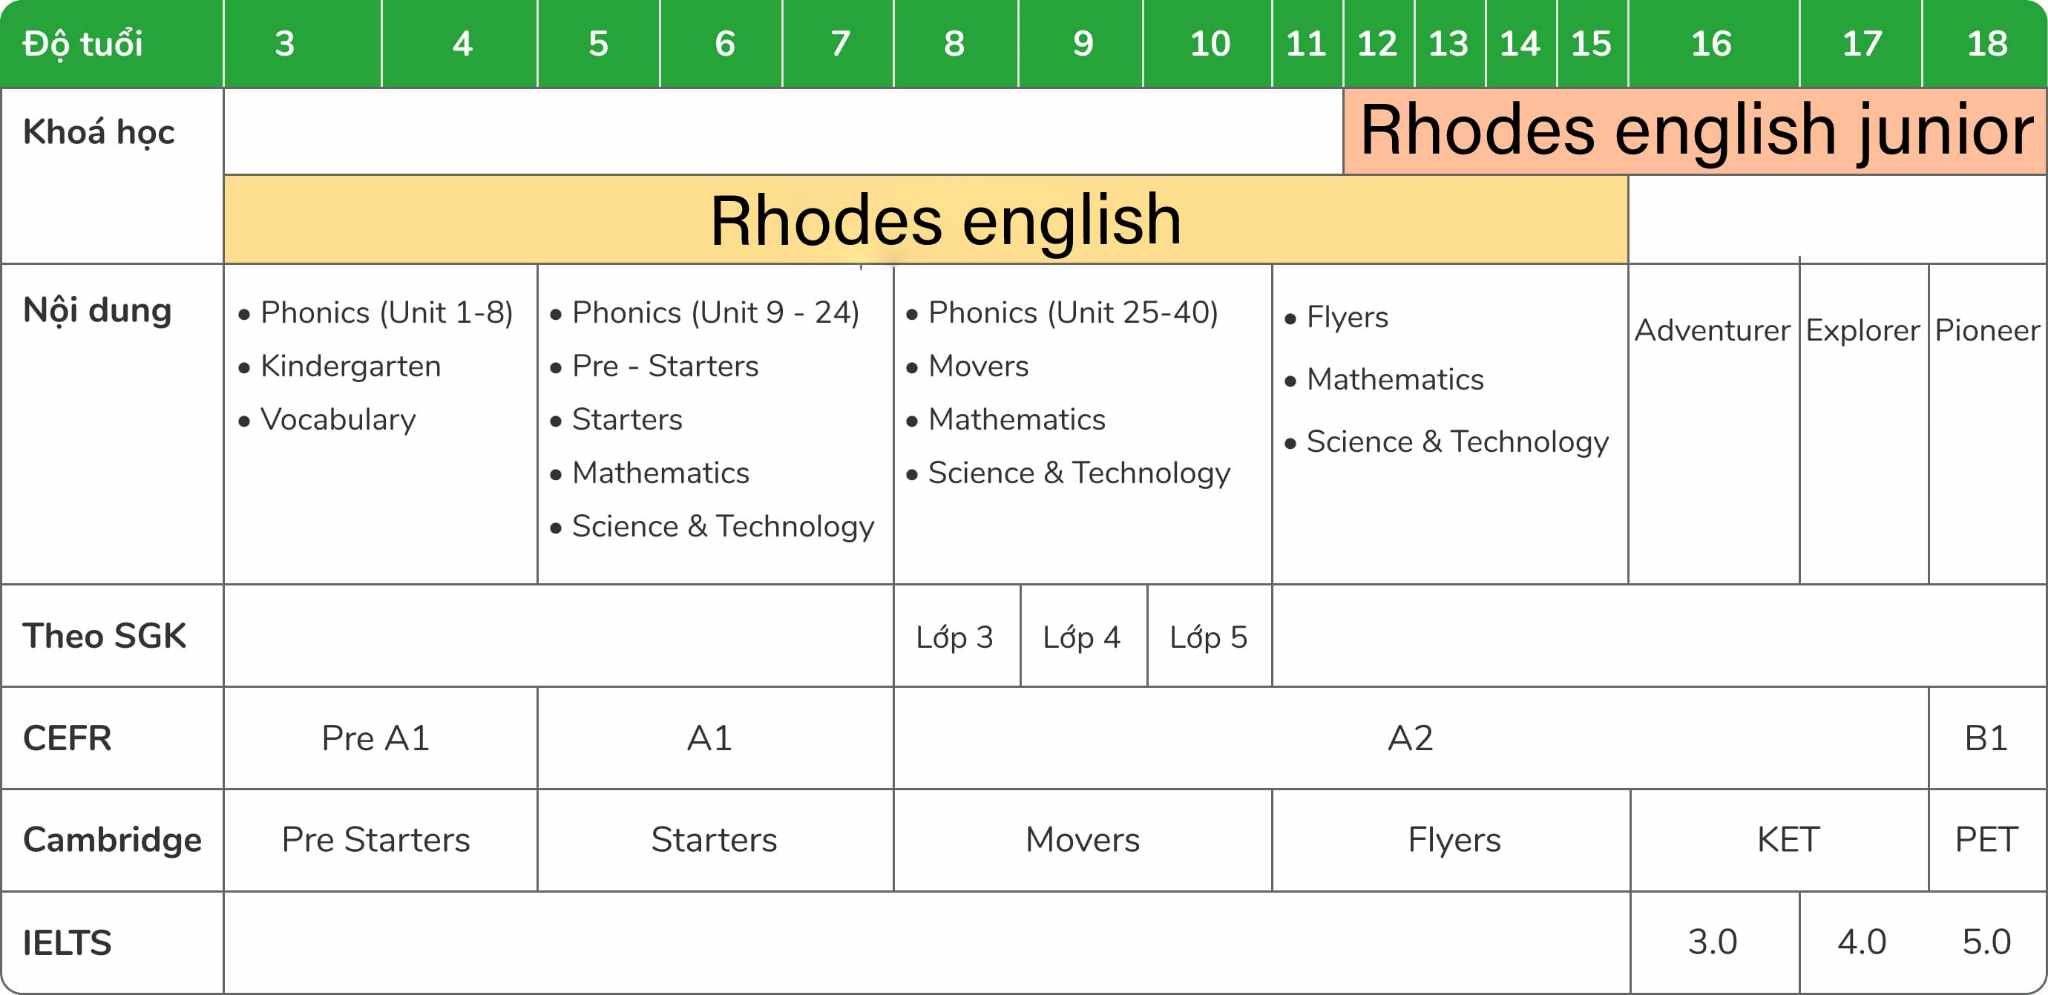 Độ tuổi 3 4 5 6 7 8 9 10 11 12 13 14 15 16 17 18
Khoá học
Rhodes english junior
Rhodes english
Nội dung
• Phonics (Unit 1-8)
• Kindergarten
• Vocabulary
• Phonics (Unit 9 - 24)
• Pre - Starters
• Starters
• Mathematics
• Science & Technology
• Phonics (Unit 25-40)
• Movers
• Mathematics
• Science & Technology
• Flyers
• Mathematics
• Science & Technology
Adventurer
Explorer
Pioneer
Theo SGK Lớp 3 Lớp 4 Lớp 5
CEFR Pre A1 A1 A2 B1
Cambridge Pre Starters Starters Movers Flyers KET PET
IELTS 3.0 4.0 5.0